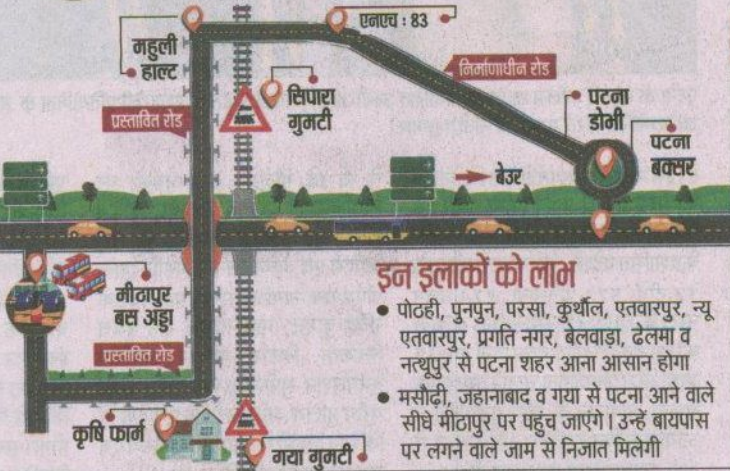 महुली
हाल्ट
एनएच : 83
निर्माणाधीन रोड
सिपारा
गुमटी
प्रस्तावित रोड
पटना
डोभी
पटना
बक्सर
बेउर
मीठापुर
बस अड्डा
प्रस्तावित रोड
कृषि फार्म
गया गुमटी
इन इलाकों को लाभ
• पोठही, पुनपुन, परसा, कुर्थौल, एतवारपुर, न्यू
एतवारपुर, प्रगति नगर, बेलवाड़ा, ढेलमा व
नत्थूपुर से पटना शहर आना आसान होगा
• मसौढ़ी, जहानाबाद व गया से पटना आने वाले
सीधे मीठापुर पर पहुंच जाएंगे। उन्हें बायपास
पर लगने वाले जाम से निजात मिलेगी